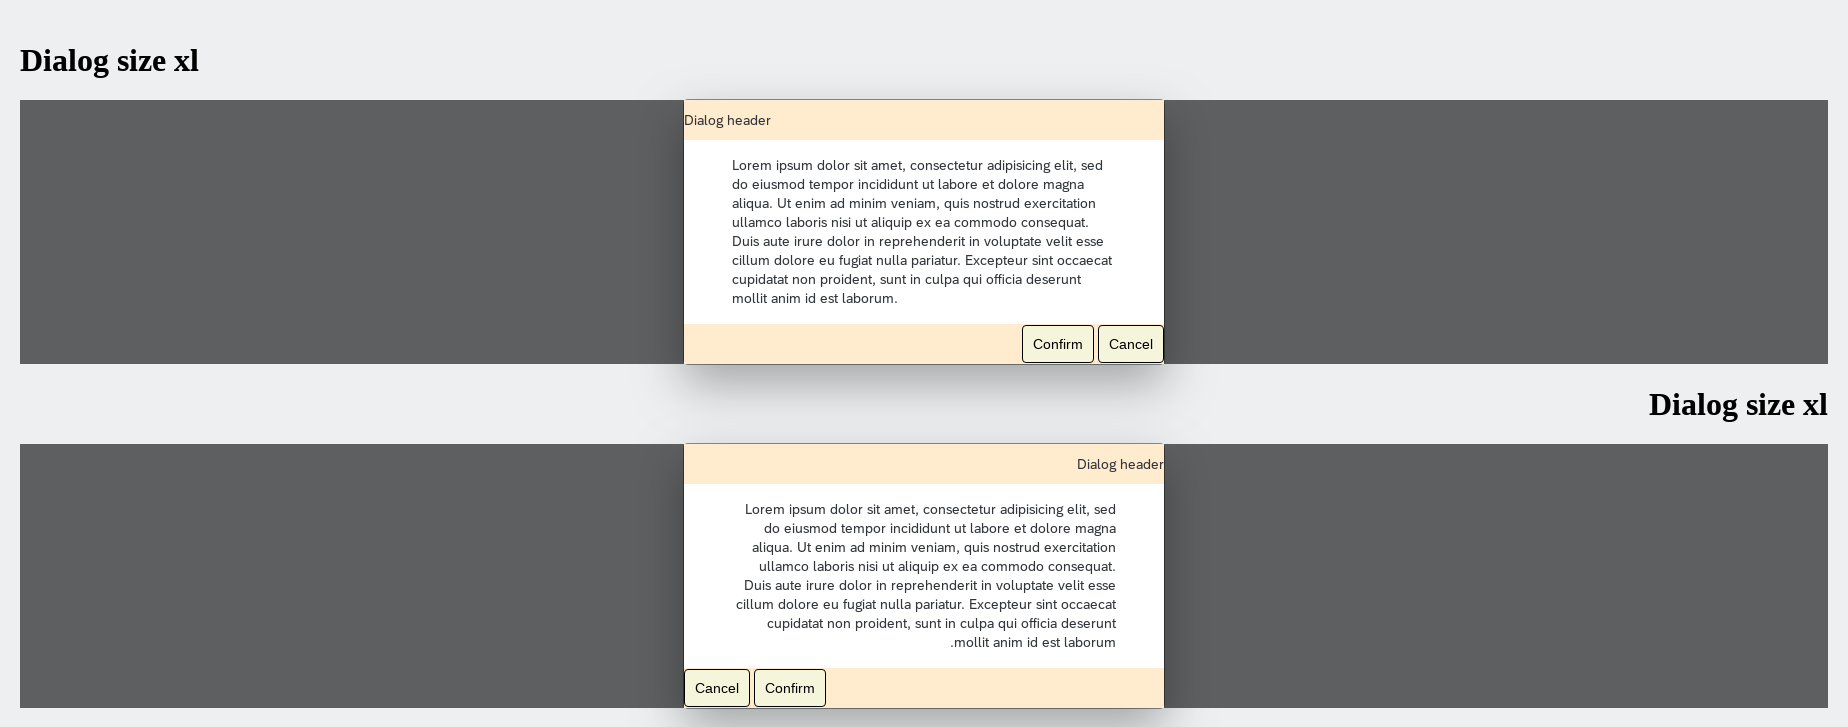 Dialog size xl
Dialog header
Lorem ipsum dolor sit amet, consectetur adipisicing elit, sed
do eiusmod tempor incididunt ut labore et dolore magna
aliqua. Ut enim ad minim veniam, quis nostrud exercitation
ullamco laboris nisi ut aliquip ex ea commodo consequat.
Duis aute irure dolor in reprehenderit in voluptate velit esse
cillum dolore eu fugiat nulla pariatur. Excepteur sint occaecat
cupidatat non proident, sunt in culpa qui officia deserunt
mollit anim id est laborum.
Confirm Cancel
Dialog size xl
Dialog header
Lorem ipsum dolor sit amet, consectetur adipisicing elit, sed
do eiusmod tempor incididunt ut labore et dolore magna
aliqua. Ut enim ad minim veniam, quis nostrud exercitation
ullamco laboris nisi ut aliquip ex ea commodo consequat.
Duis aute irure dolor in reprehenderit in voluptate velit esse
cillum dolore eu fugiat nulla pariatur. Excepteur sint occaecat
cupidatat non proident, sunt in culpa qui officia deserunt
.mollit anim id est laborum
Cancel Confirm